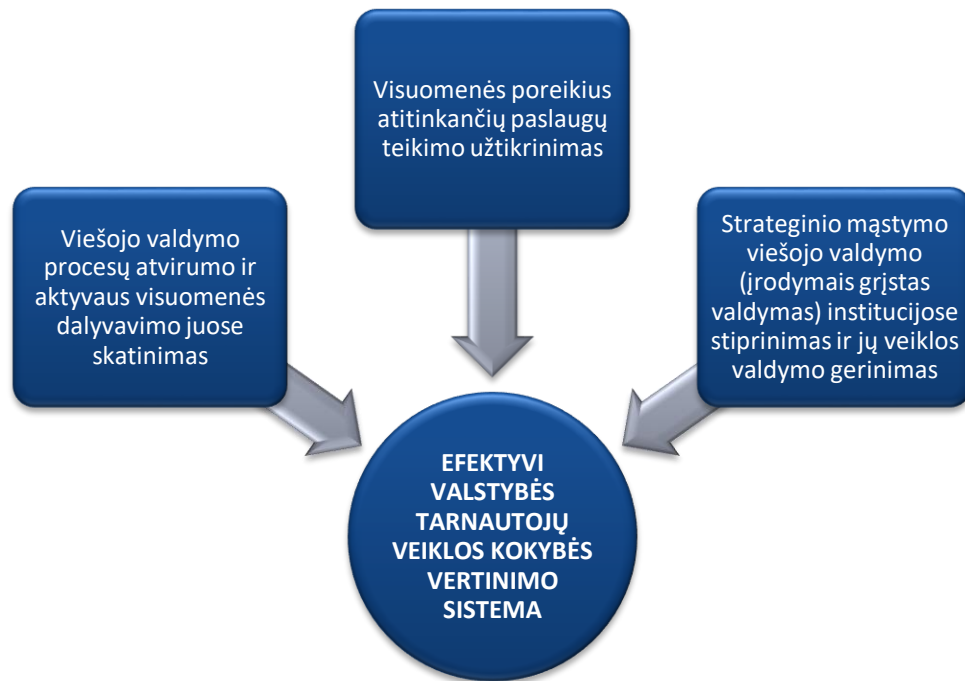 Visuomenės poreikius
atitinkančių paslaugų
teikimo užtikrinimas
Viešojo valdymo
procesų atvirumo ir
aktyvaus visuomenės
dalyvavimo juose
skatinimas
Strateginio mąstymo
viešojo valdymo
(įrodymais grįstas
valdymas) institucijose
stiprinimas ir jų veiklos
valdymo gerinimas
EFEKTYVI
VALSTYBĖS
TARNAUTOJŲ
VEIKLOS KOKYBĖS
VERTINIMO
SISTEMA